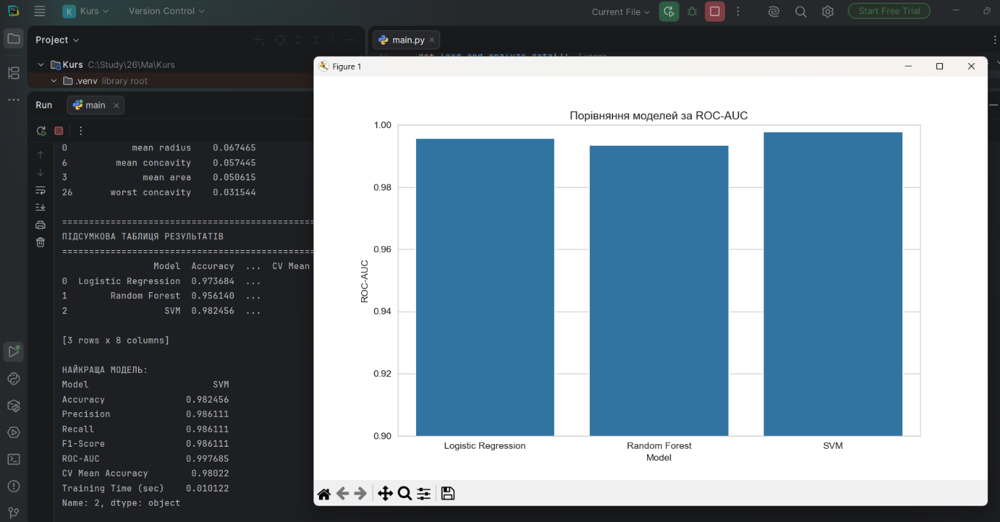 K Kurs Version Control Current File Start Free Trial
Project
main.py
Kurs C:\Study\26\Ma\Kurs
.venv library root
Run main
0 mean radius 0.067465
6 mean concavity 0.057445
3 mean area 0.050615
26 worst concavity 0.031544
==============================================
ПІДСУМКОВА ТАБЛИЦЯ РЕЗУЛЬТАТІВ
==============================================
Model Accuracy ... CV Mean
0 Logistic Regression 0.973684 ...
1 Random Forest 0.956140 ...
2 SVM 0.982456 ...
[3 rows x 8 columns]
НАЙКРАЩА МОДЕЛЬ:
Model SVM
Accuracy 0.982456
Precision 0.986111
Recall 0.986111
F1-Score 0.986111
ROC-AUC 0.997685
CV Mean Accuracy 0.98022
Training Time (sec) 0.010122
Name: 2, dtype: object
Figure 1
Порівняння моделей за ROC-AUC
1.00
0.98
0.96
0.94
0.92
0.90
ROC-AUC
Logistic Regression Random Forest SVM
Model